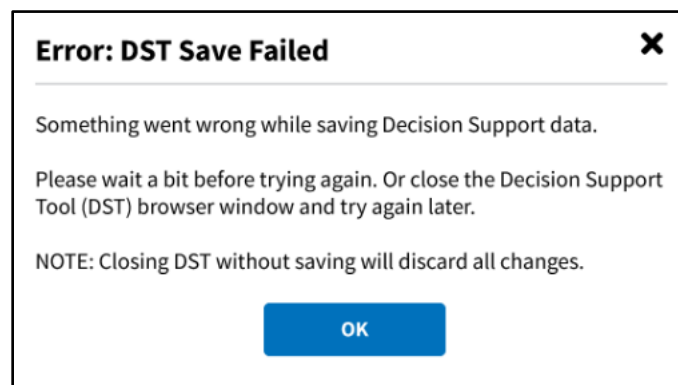 Error: DST Save Failed
Something went wrong while saving Decision Support data.
Please wait a bit before trying again. Or close the Decision Support
Tool (DST) browser window and try again later.
NOTE: Closing DST without saving will discard all changes.
OK